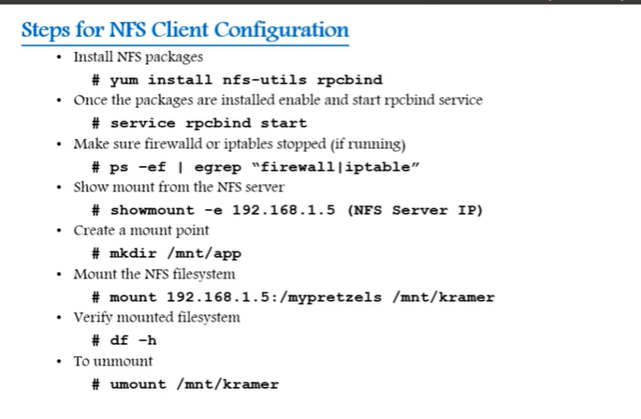 Steps for NFS Client Configuration
• Install NFS packages
# yum install nfs-utils rpcbind
• Once the packages are installed enable and start rpcbind service
# service rpcbind start
• Make sure firewalld or iptables stopped (if running)
# ps –ef | egrep “firewall|iptable”
• Show mount from the NFS server
# showmount -e 192.168.1.5 (NFS Server IP)
• Create a mount point
# mkdir /mnt/app
• Mount the NFS filesystem
# mount 192.168.1.5:/mypretzels /mnt/kramer
• Verify mounted filesystem
# df –h
• To unmount
# umount /mnt/kramer